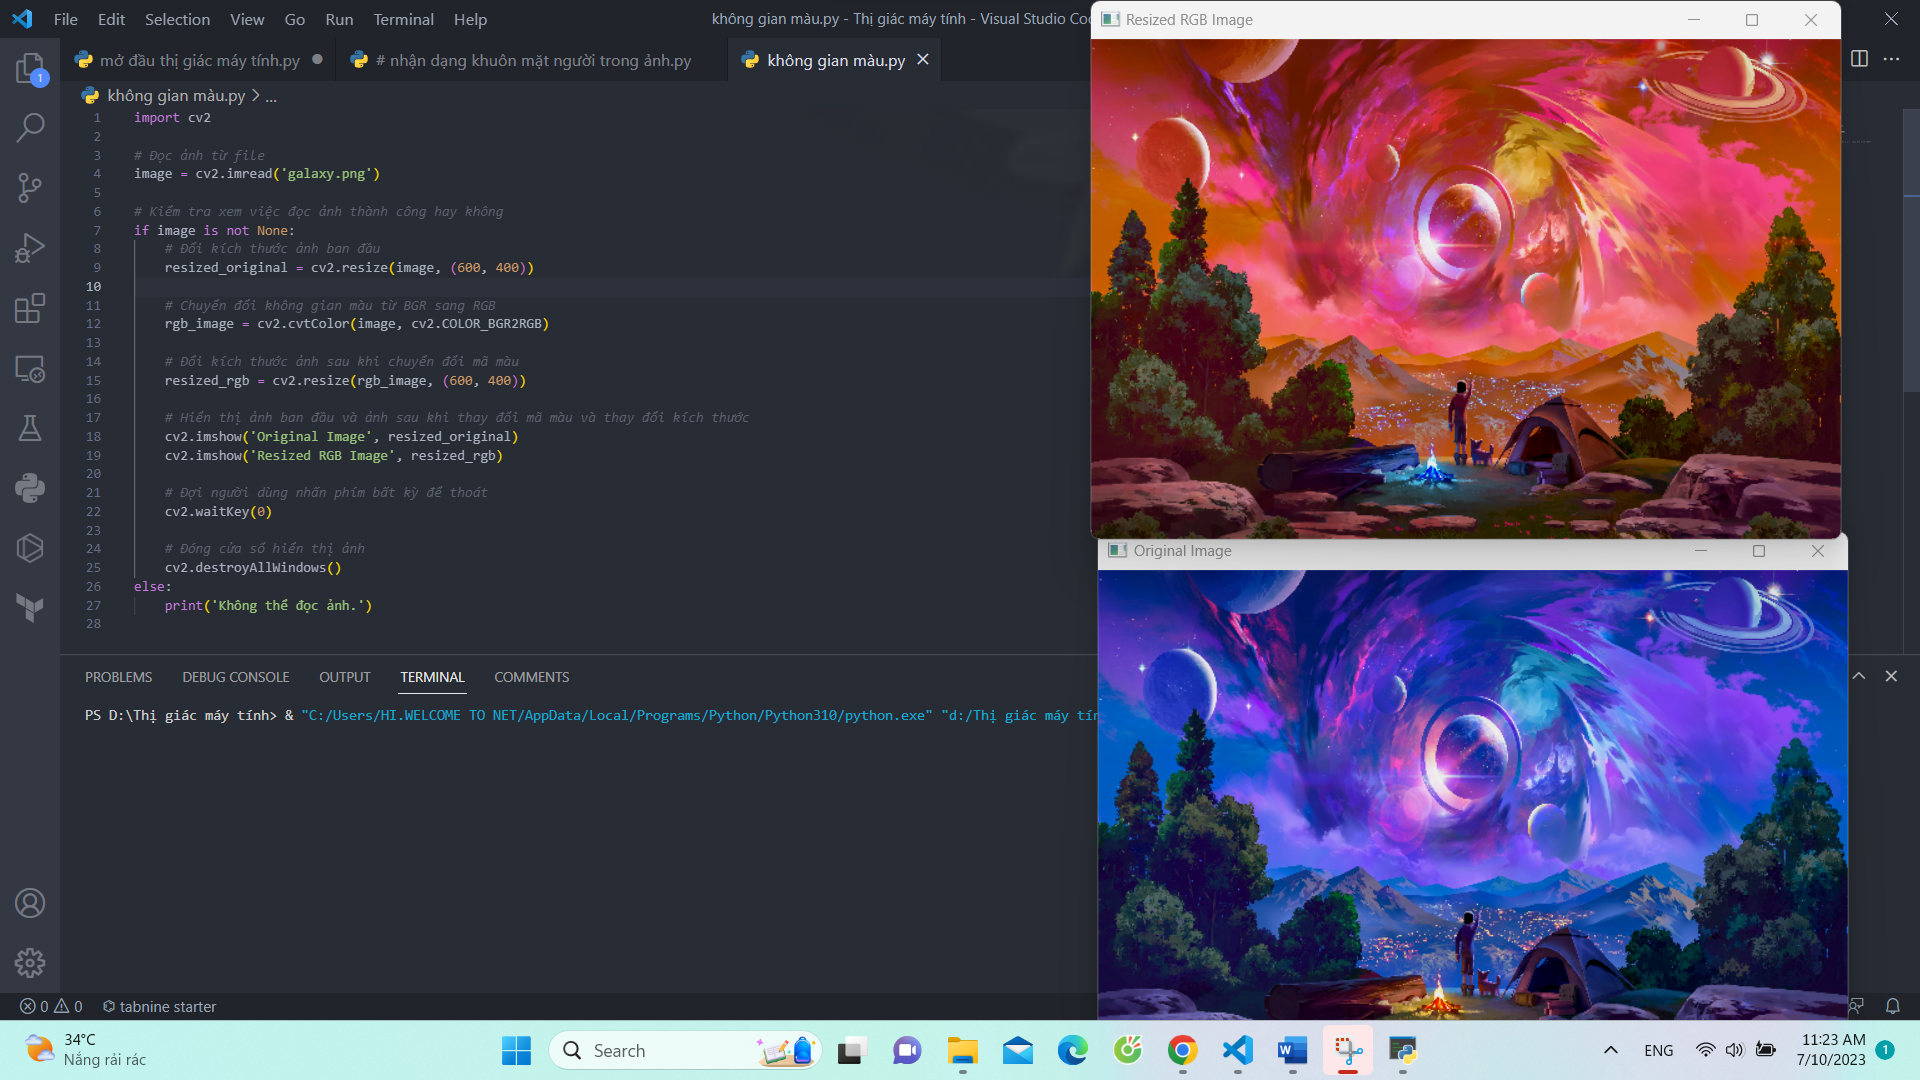 File Edit Selection View Go Run Terminal Help
không gian màu.py - Thị giác máy tính - Visual Studio
mở đầu thị giác máy tính.py
# nhận dạng khuôn mặt người trong ảnh.py
không gian màu.py
không gian màu.py > ...
1 import cv2
2
3 # Đọc ảnh từ file
4 image = cv2.imread('galaxy.png')
5
6 # Kiểm tra xem việc đọc ảnh thành công hay không
7 if image is not None:
8 # Đổi kích thước ảnh ban đầu
9 resized_original = cv2.resize(image, (600, 400))
10
11 # Chuyển đổi không gian màu từ BGR sang RGB
12 rgb_image = cv2.cvtColor(image, cv2.COLOR_BGR2RGB)
13
14 # Đổi kích thước ảnh sau khi chuyển đổi mã màu
15 resized_rgb = cv2.resize(rgb_image, (600, 400))
16
17 # Hiển thị ảnh ban đầu và ảnh sau khi thay đổi mã màu và thay đổi kích thước
18 cv2.imshow('Original Image', resized_original)
19 cv2.imshow('Resized RGB Image', resized_rgb)
20
21 # Đợi người dùng nhấn phím bất kỳ để thoát
22 cv2.waitKey(0)
23
24 # Đóng cửa sổ hiển thị ảnh
25 cv2.destroyAllWindows()
26 else:
27 print('Không thể đọc ảnh.')
28
Resized RGB Image
Original Image
PROBLEMS DEBUG CONSOLE OUTPUT TERMINAL COMMENTS
PS D:\Thị giác máy tính> & "C:/Users/HI.WELCOME TO NET/AppData/Local/Programs/Python/Python310/python.exe" "d:/Thị giác máy
1
0 0 tabnine starter
34°C
Nắng rải rác
Search
ENG
11:23 AM
7/10/2023
1